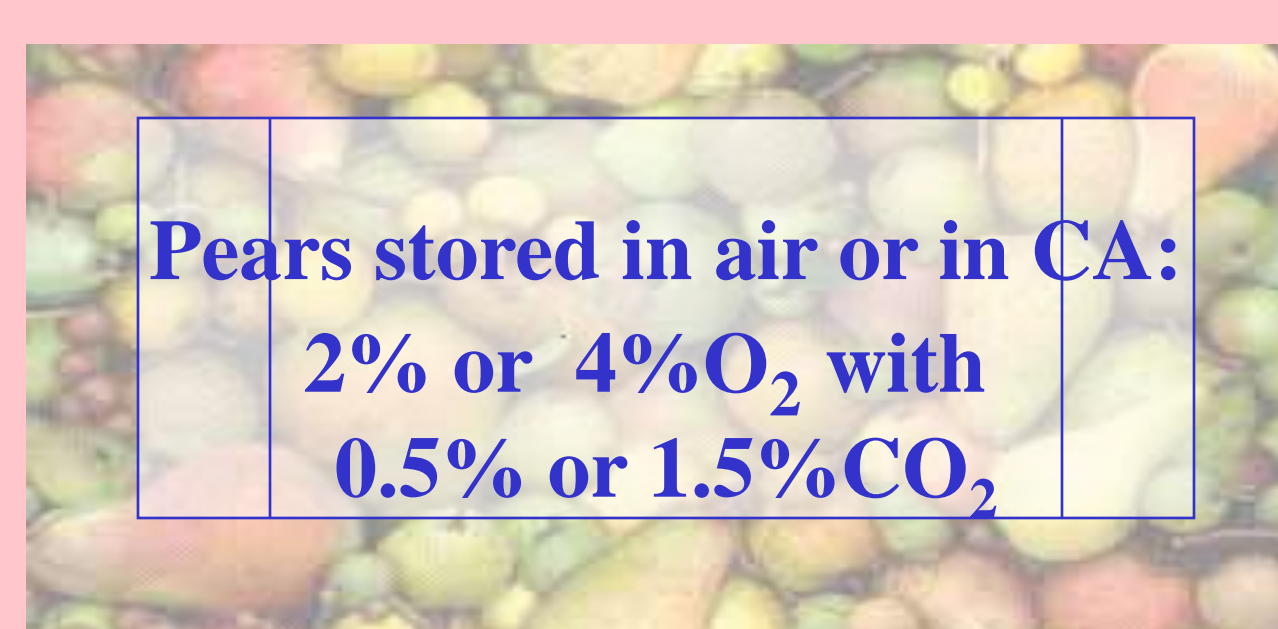 Pears stored in air or in CA:
2% or 4%O₂ with
0.5% or 1.5%CO₂